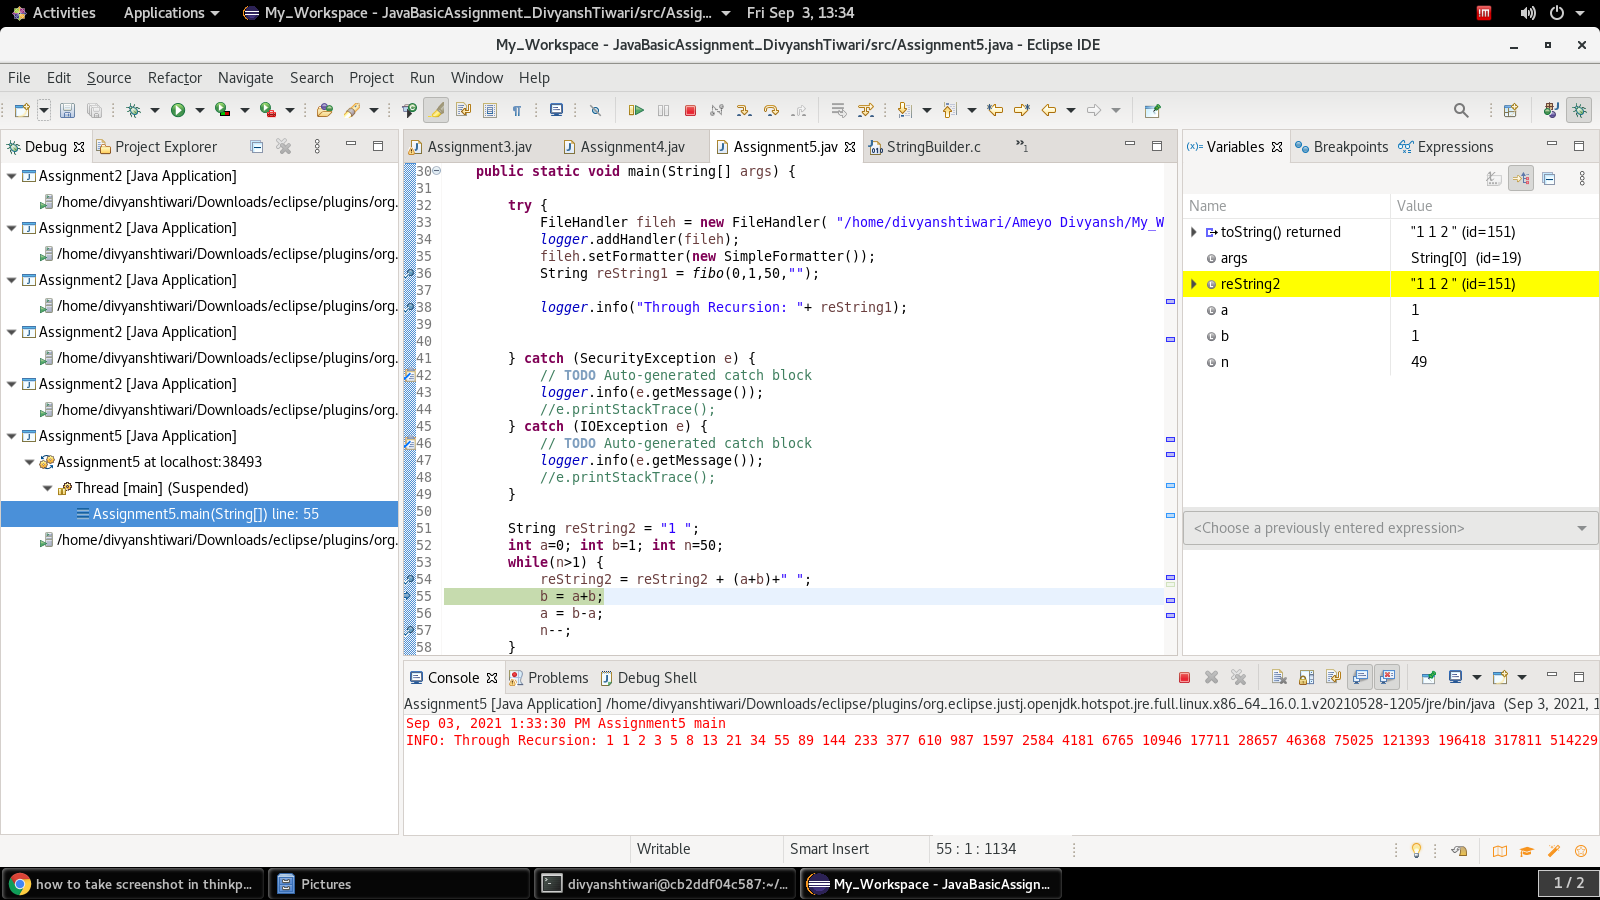 Activities Applications My_Workspace - JavaBasicAssignment_DivyanshTiwari/src/Assig... Fri Sep 3, 13:34
My_Workspace - JavaBasicAssignment_DivyanshTiwari/src/Assignment5.java - Eclipse IDE
File Edit Source Refactor Navigate Search Project Run Window Help
Debug Project Explorer
Assignment2 [Java Application]
/home/divyanshtiwari/Downloads/eclipse/plugins/org.
Assignment2 [Java Application]
/home/divyanshtiwari/Downloads/eclipse/plugins/org.
Assignment2 [Java Application]
/home/divyanshtiwari/Downloads/eclipse/plugins/org.
Assignment2 [Java Application]
/home/divyanshtiwari/Downloads/eclipse/plugins/org.
Assignment2 [Java Application]
/home/divyanshtiwari/Downloads/eclipse/plugins/org.
Assignment5 [Java Application]
Assignment5 at localhost:38493
Thread [main] (Suspended)
Assignment5.main(String[]) line: 55
/home/divyanshtiwari/Downloads/eclipse/plugins/org.
Assignment3.jav Assignment4.jav Assignment5.jav StringBuilder.c »1
30 public static void main(String[] args) {
31
32 try {
33 FileHandler fileh = new FileHandler( "/home/divyanshtiwari/Ameyo Divyansh/My_W
34 logger.addHandler(fileh);
35 fileh.setFormatter(new SimpleFormatter());
36 String reString1 = fibo(0,1,50,"");
37
38 logger.info("Through Recursion: "+ reString1);
39
40
41 } catch (SecurityException e) {
42 // TODO Auto-generated catch block
43 logger.info(e.getMessage());
44 //e.printStackTrace();
45 } catch (IOException e) {
46 // TODO Auto-generated catch block
47 logger.info(e.getMessage());
48 //e.printStackTrace();
49 }
50
51 String reString2 = "1 ";
52 int a=0; int b=1; int n=50;
53 while(n>1) {
54 reString2 = reString2 + (a+b)+" ";
55 b = a+b;
56 a = b-a;
57 n--;
58 }
(x)= Variables Breakpoints Expressions
Name Value
toString() returned "1 1 2 " (id=151)
args String[0] (id=19)
reString2 "1 1 2 " (id=151)
a 1
b 1
n 49
<Choose a previously entered expression>
Console Problems Debug Shell
Assignment5 [Java Application] /home/divyanshtiwari/Downloads/eclipse/plugins/org.eclipse.justj.openjdk.hotspot.jre.full.linux.x86_64_16.0.1.v20210528-1205/jre/bin/java (Sep 3, 2021, 1
Sep 03, 2021 1:33:30 PM Assignment5 main
INFO: Through Recursion: 1 1 2 3 5 8 13 21 34 55 89 144 233 377 610 987 1597 2584 4181 6765 10946 17711 28657 46368 75025 121393 196418 317811 514229
Writable Smart Insert 55 : 1 : 1134
how to take screenshot in thinkp... Pictures divyanshtiwari@cb2ddf04c587:~/... My_Workspace - JavaBasicAssign... 1 / 2